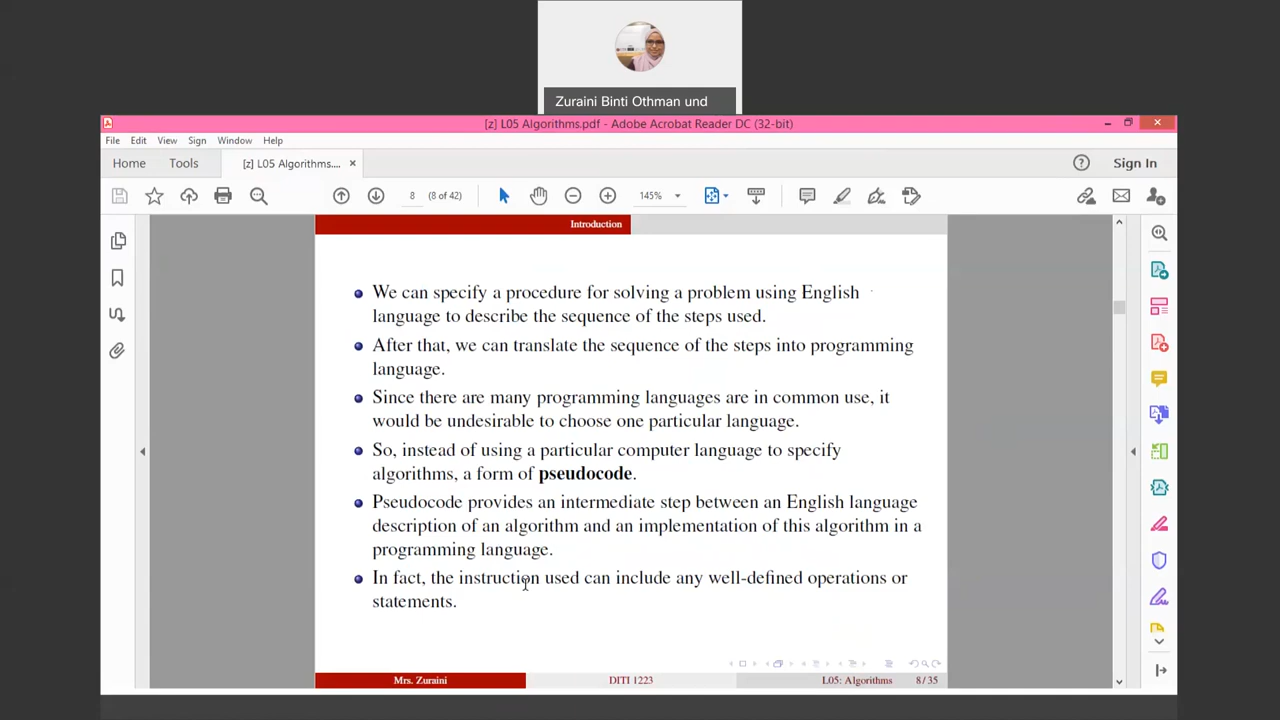 Zuraini Binti Othman und
[z] L05 Algorithms.pdf - Adobe Acrobat Reader DC (32-bit)
File Edit View Sign Window Help
Home Tools [z] L05 Algorithms.... × Sign In
8 (8 of 42) 145%
Introduction
We can specify a procedure for solving a problem using English
language to describe the sequence of the steps used.
After that, we can translate the sequence of the steps into programming
language.
Since there are many programming languages are in common use, it
would be undesirable to choose one particular language.
So, instead of using a particular computer language to specify
algorithms, a form of pseudocode.
Pseudocode provides an intermediate step between an English language
description of an algorithm and an implementation of this algorithm in a
programming language.
In fact, the instruction used can include any well-defined operations or
statements.
Mrs. Zuraini DITI 1223 L05: Algorithms 8 / 35